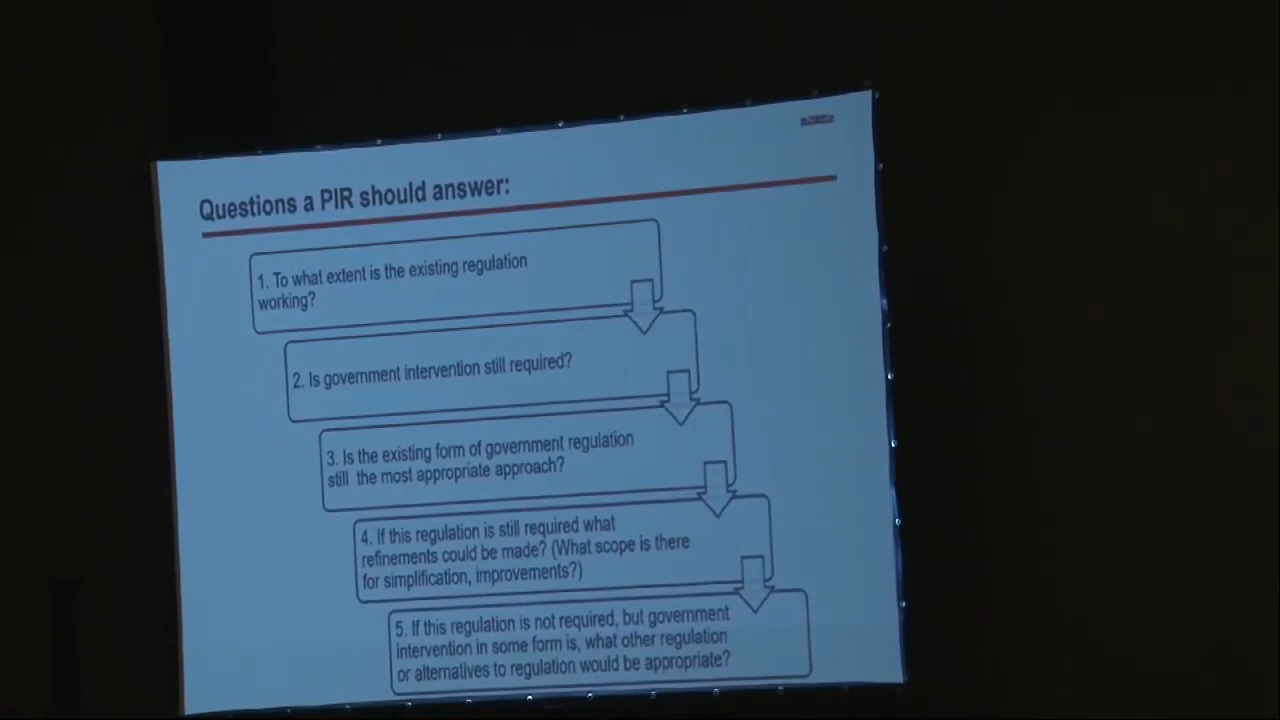 Questions a PIR should answer:
1. To what extent is the existing regulation
working?
2. Is government intervention still required?
3. Is the existing form of government regulation
still the most appropriate approach?
4. If this regulation is still required what
refinements could be made? (What scope is there
for simplification, improvements?)
5. If this regulation is not required, but government
intervention in some form is, what other regulation
or alternatives to regulation would be appropriate?